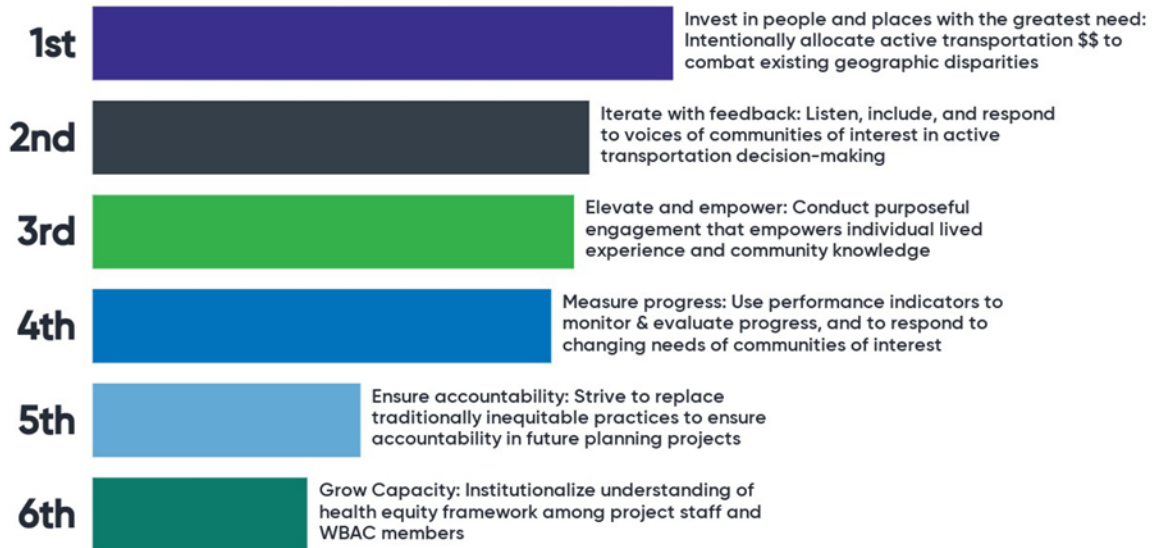 1st
Invest in people and places with the greatest need:
Intentionally allocate active transportation $$ to
combat existing geographic disparities
2nd
Iterate with feedback: Listen, include, and respond
to voices of communities of interest in active
transportation decision-making
3rd
Elevate and empower: Conduct purposeful
engagement that empowers individual lived
experience and community knowledge
4th
Measure progress: Use performance indicators to
monitor & evaluate progress, and to respond to
changing needs of communities of interest
5th
Ensure accountability: Strive to replace
traditionally inequitable practices to ensure
accountability in future planning projects
6th
Grow Capacity: Institutionalize understanding of
health equity framework among project staff and
WBAC members